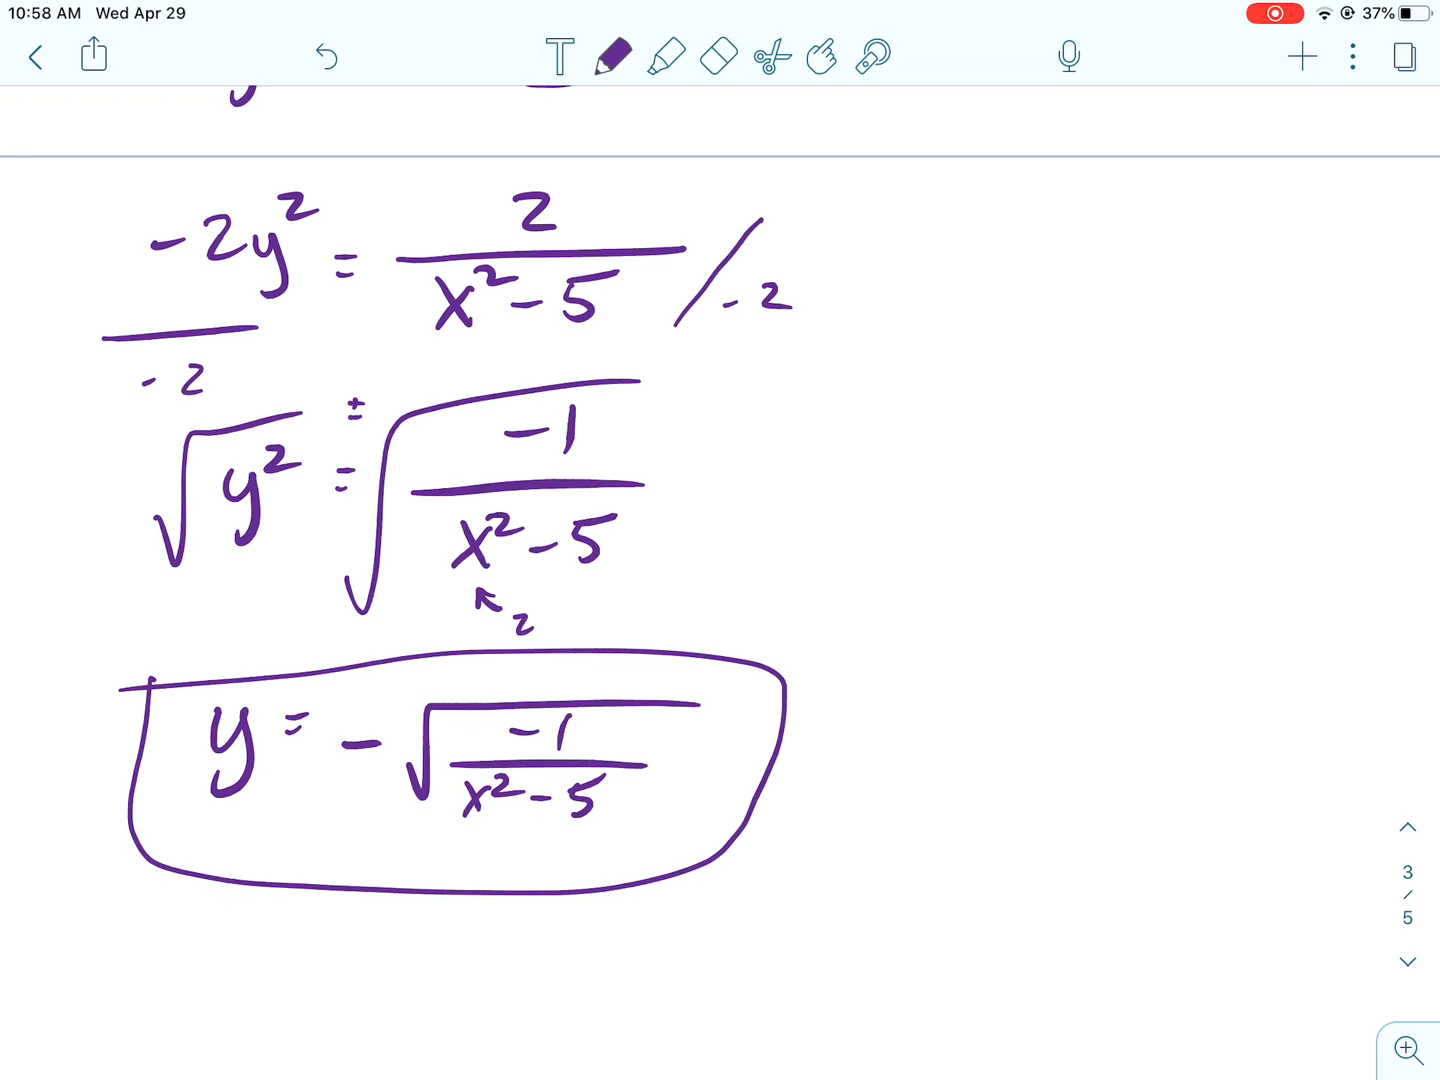 10:58 AM Wed Apr 29
37%
T
y
-2y² = 2
x² - 5 / -2
-2
√y² = ±√-1
x² - 5
2
y = -√-1
x² - 5
3
/
5